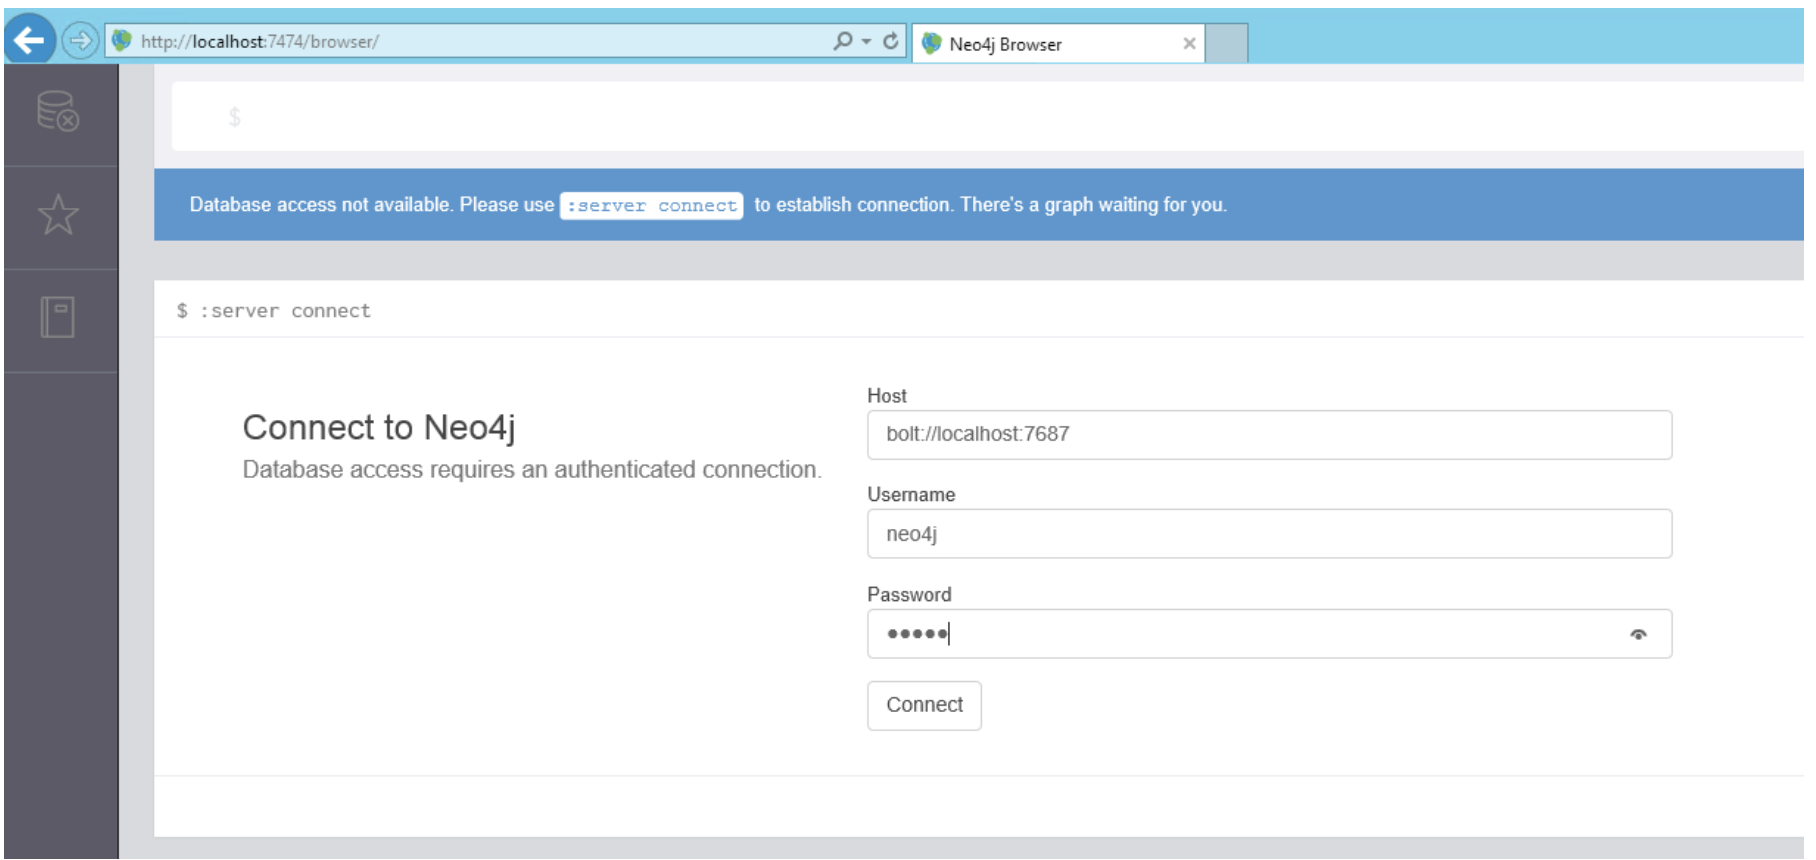 http://localhost:7474/browser/
Neo4j Browser
$
Database access not available. Please use :server connect to establish connection. There's a graph waiting for you.
$ :server connect
Connect to Neo4j
Database access requires an authenticated connection.
Host
bolt://localhost:7687
Username
neo4j
Password
•••••
Connect